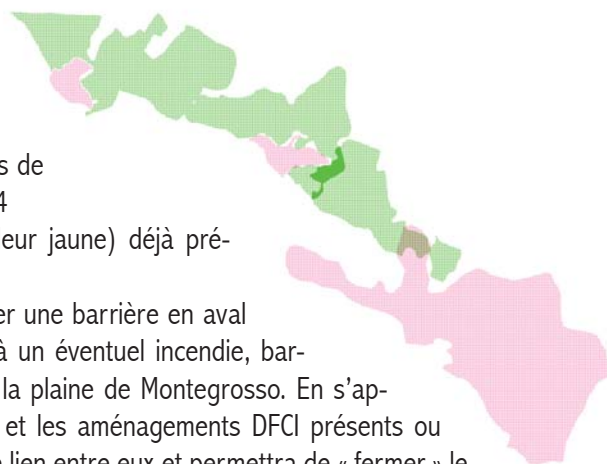 s de
4
eur jaune) déjà pré-
er une barrière en aval
à un éventuel incendie, bar-
la plaine de Montegrosso. En s’ap-
et les aménagements DFCI présents ou
lien entre eux et permettra de « fermer » le